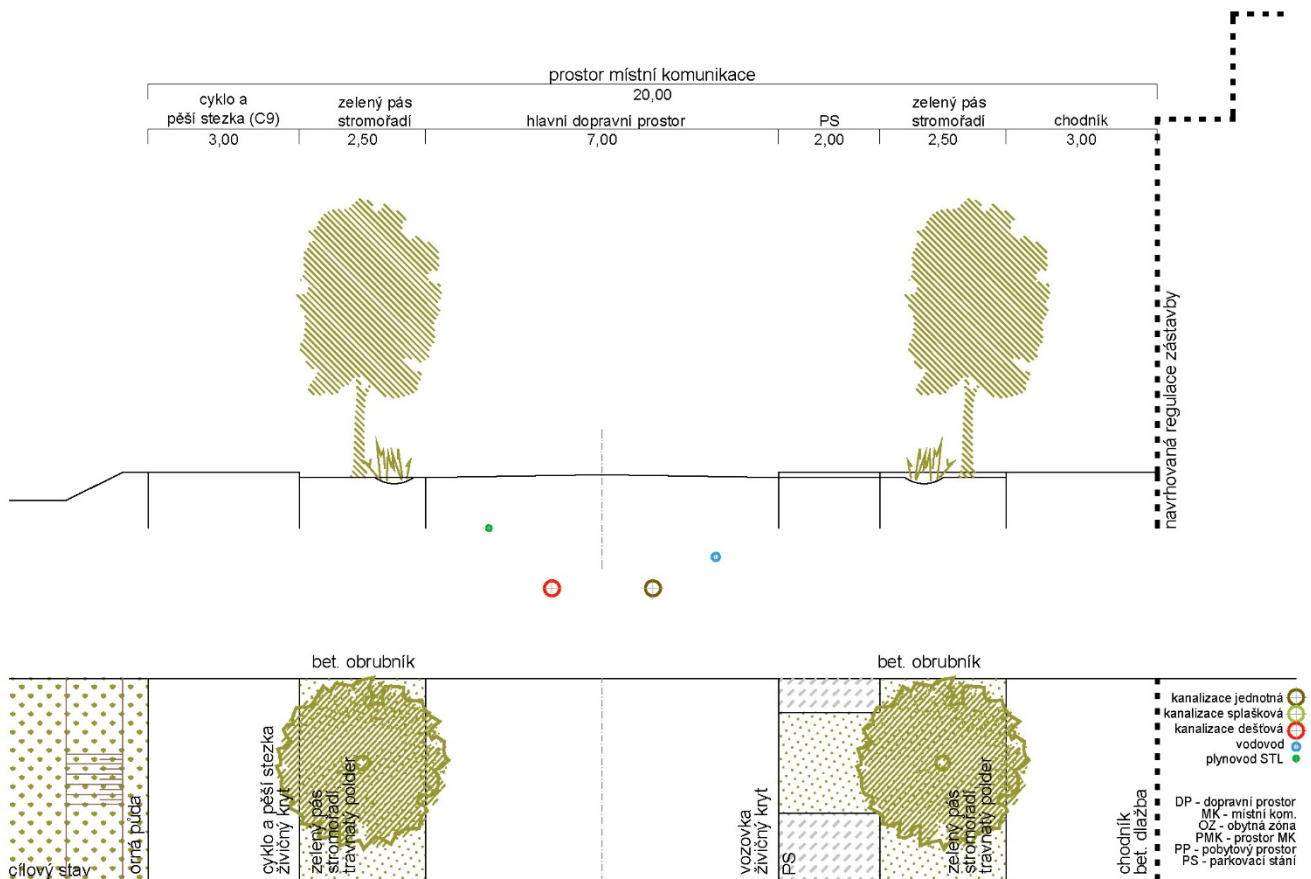 prostor místní komunikace
20,00
cyklo a
pěší stezka (C9)
3,00
zelený pás
stromořadí
2,50
hlavní dopravní prostor
7,00
PS
2,00
zelený pás
stromořadí
2,50
chodník
3,00
navrhovaná regulace zástavby
bet. obrubník
bet. obrubník
cílový stav
orná půda
cyklo a pěší stezka
živičný kryt
zelený pás
stromořadí
travnatý polder
vozovka
živičný kryt
PS
zelený pás
stromořadí
travnatý polder
chodník
bet. dlažba
kanalizace jednotná
kanalizace splašková
kanalizace dešťová
vodovod
plynovod STL
DP - dopravní prostor
MK - místní kom.
OZ - obytná zóna
PMK - prostor MK
PP - pobytový prostor
PS - parkovací stání